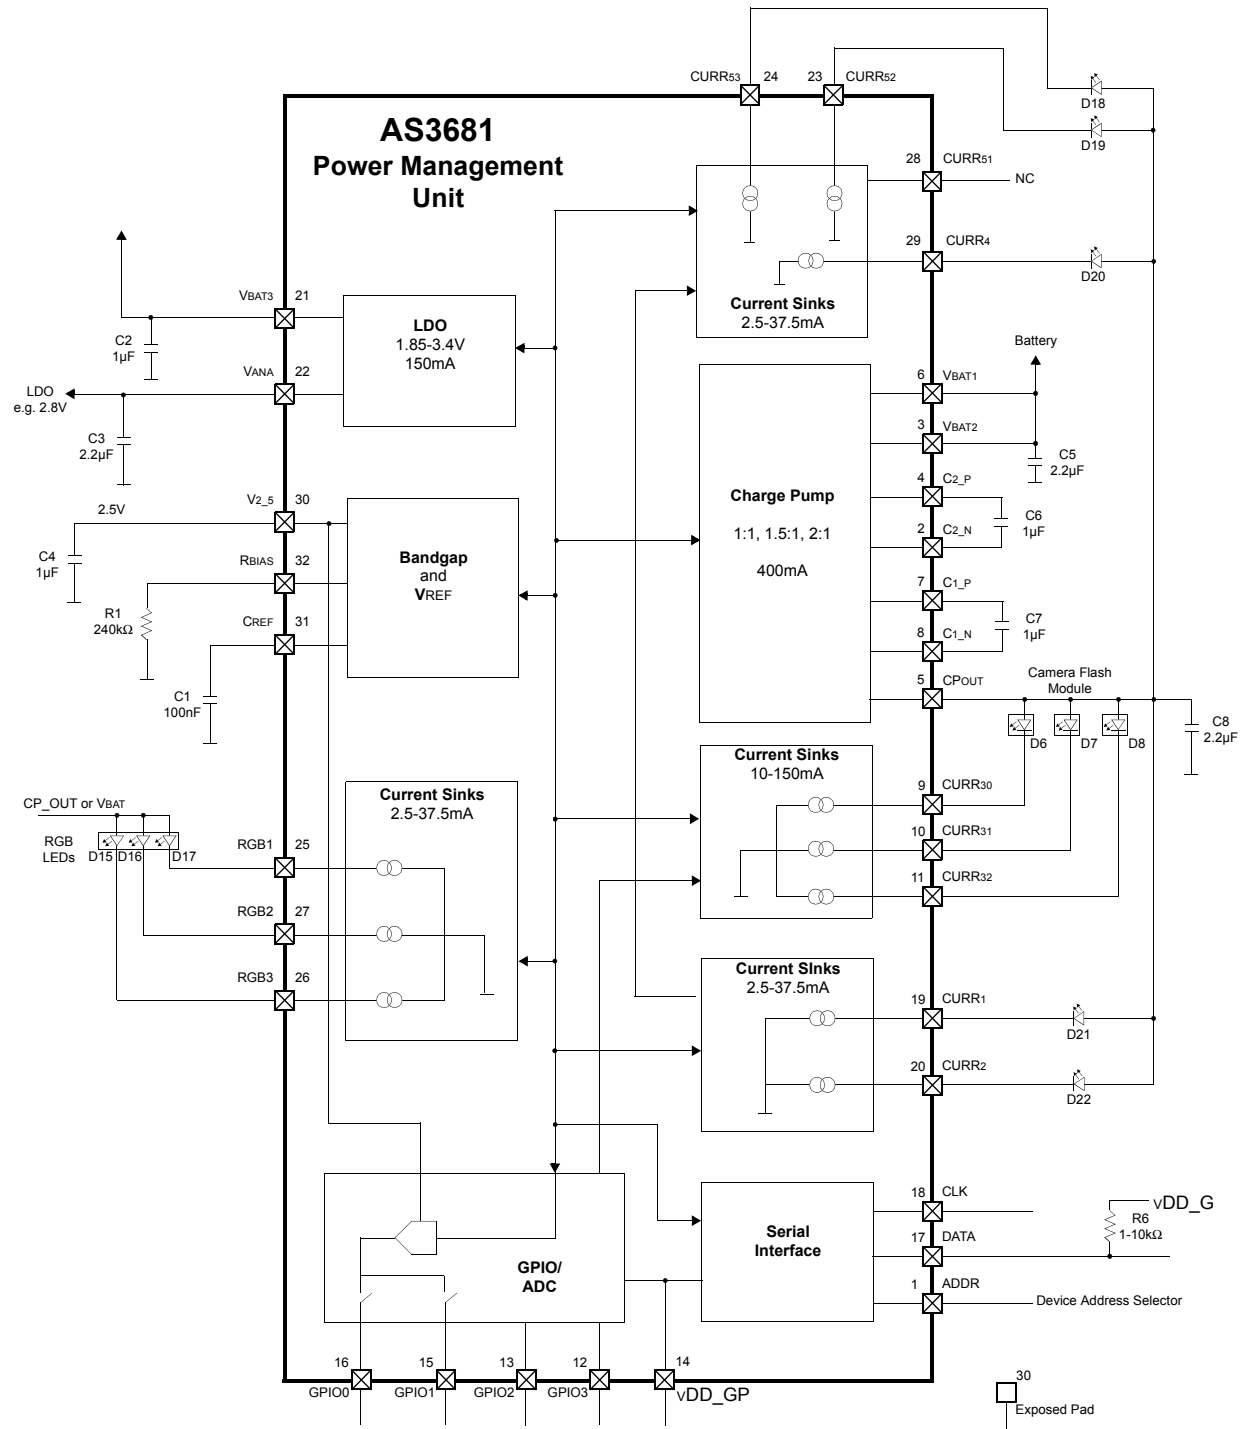 CURR53
24
23
CURR52
D18
D19
AS3681
Power Management
Unit
28
CURR51
NC
29
CURR4
D20
Current Sinks
2.5-37.5mA
VBAT3
21
C2
1µF
LDO
1.85-3.4V
150mA
VANA
22
LDO
e.g. 2.8V
C3
2.2µF
Battery
6
VBAT1
3
VBAT2
C5
2.2µF
4
C2_P
C6
1µF
2
C2_N
7
C1_P
C7
1µF
8
C1_N
5
CPOUT
Charge Pump
1:1, 1.5:1, 2:1
400mA
V2_5
30
2.5V
C4
1µF
RBIAS
32
R1
240kΩ
CREF
31
C1
100nF
Bandgap
and
VREF
Camera Flash
Module
D6
D7
D8
C8
2.2µF
Current Sinks
10-150mA
9
CURR30
10
CURR31
11
CURR32
CP_OUT or VBAT
RGB
LEDs
D15
D16
D17
Current Sinks
2.5-37.5mA
RGB1
25
RGB2
27
RGB3
26
Current SInks
2.5-37.5mA
19
CURR1
D21
20
CURR2
D22
GPIO/
ADC
Serial
Interface
18
CLK
17
DATA
1
ADDR
VDD_G
R6
1-10kΩ
Device Address Selector
16
GPIO0
15
GPIO1
13
GPIO2
12
GPIO3
14
VDD_GP
30
Exposed Pad